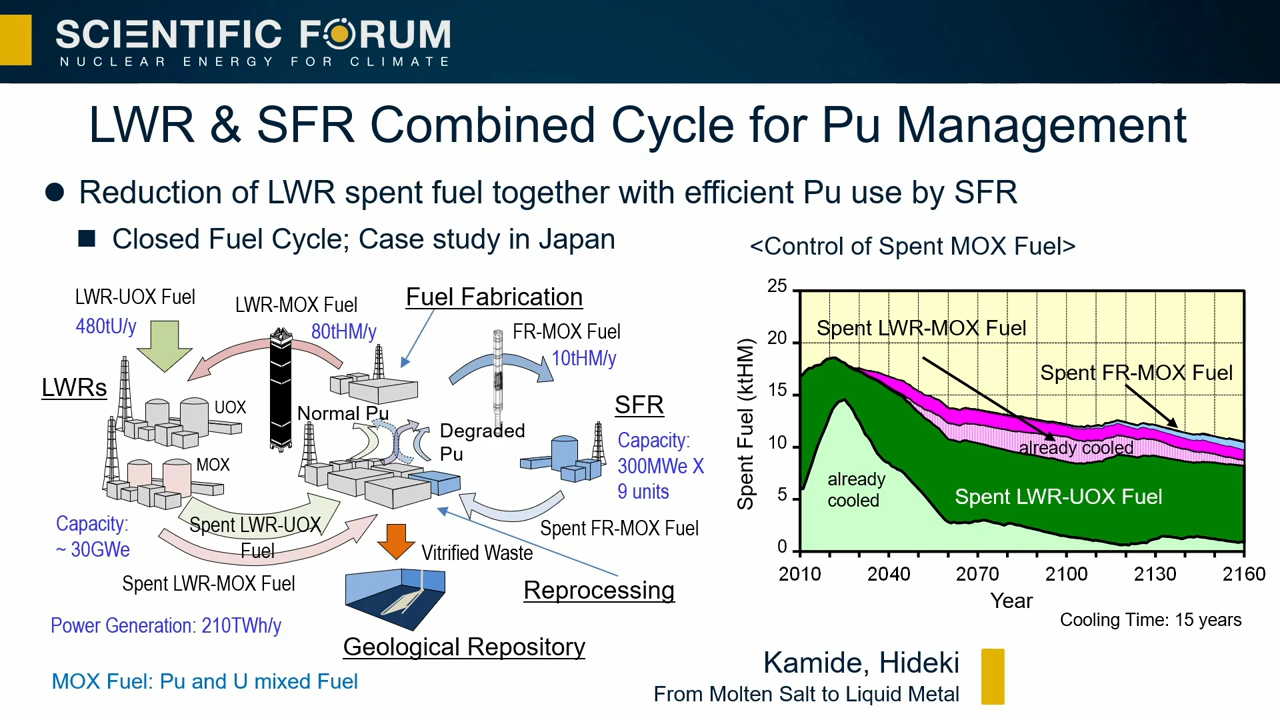 SCIENTIFIC FORUM
NUCLEAR ENERGY FOR CLIMATE
LWR & SFR Combined Cycle for Pu Management
Reduction of LWR spent fuel together with efficient Pu use by SFR
Closed Fuel Cycle; Case study in Japan
LWR-UOX Fuel
480tU/y
LWR-MOX Fuel
80tHM/y
Fuel Fabrication
FR-MOX Fuel
10tHM/y
LWRs
UOX
MOX
Normal Pu
Degraded
Pu
SFR
Capacity:
300MWe X
9 units
Capacity:
~ 30GWe
Spent LWR-UOX
Fuel
Spent LWR-MOX Fuel
Spent FR-MOX Fuel
Vitrified Waste
Reprocessing
Power Generation: 210TWh/y
Geological Repository
MOX Fuel: Pu and U mixed Fuel
<Control of Spent MOX Fuel>
Spent Fuel (ktHM)
25
20
15
10
5
0
Spent LWR-MOX Fuel
Spent FR-MOX Fuel
already cooled
already
cooled
Spent LWR-UOX Fuel
2010 2040 2070 2100 2130 2160
Year
Cooling Time: 15 years
Kamide, Hideki
From Molten Salt to Liquid Metal